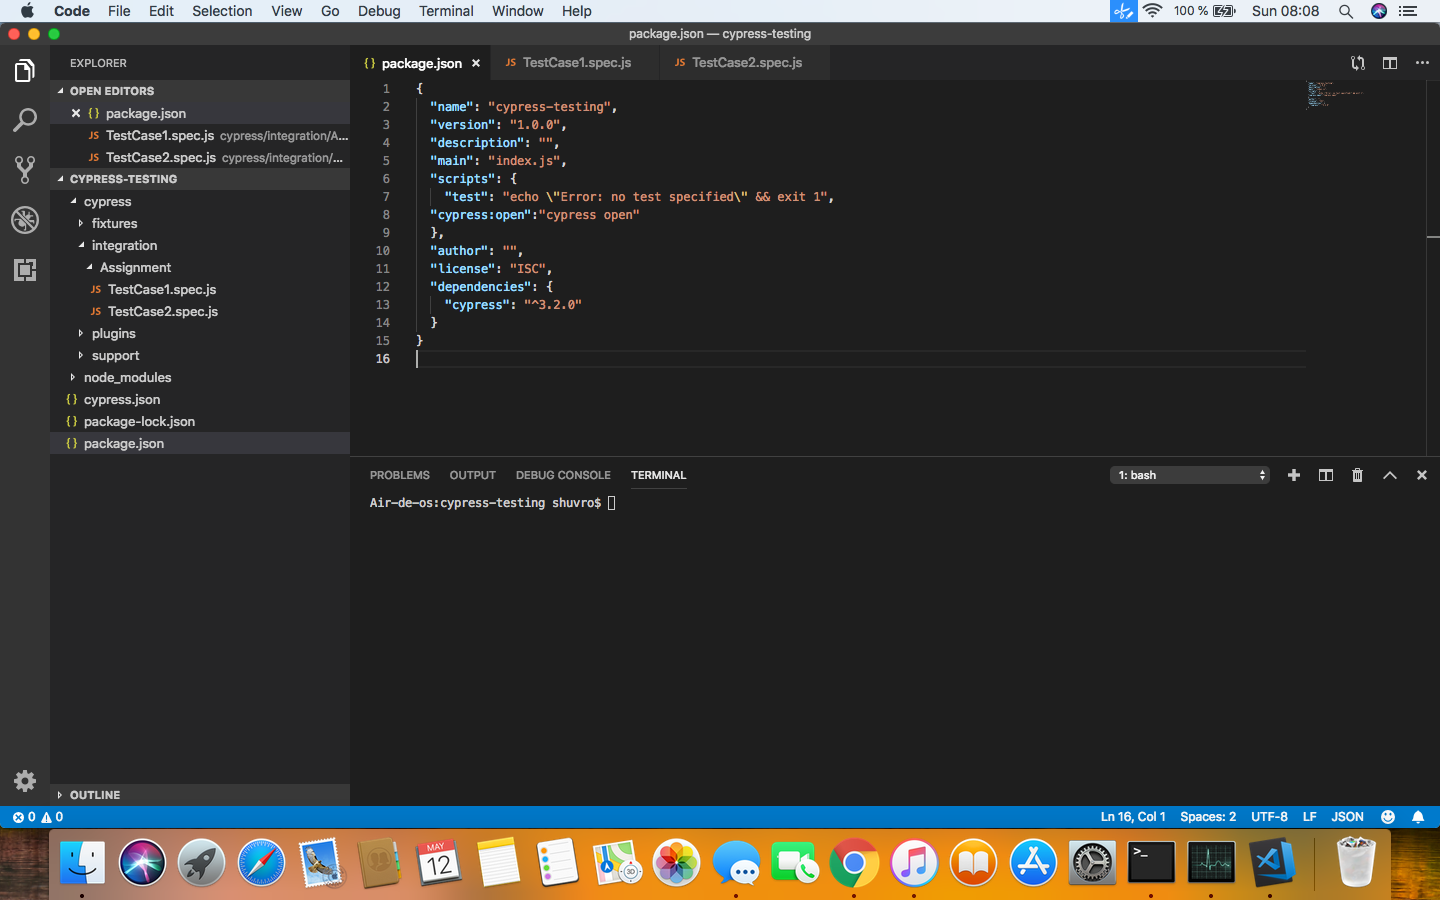 Code File Edit Selection View Go Debug Terminal Window Help 100 % Sun 08:08
package.json — cypress-testing
EXPLORER
OPEN EDITORS
package.json
JS TestCase1.spec.js cypress/integration/A...
JS TestCase2.spec.js cypress/integration/...
CYPRESS-TESTING
cypress
fixtures
integration
Assignment
JS TestCase1.spec.js
JS TestCase2.spec.js
plugins
support
node_modules
{} cypress.json
{} package-lock.json
{} package.json
OUTLINE
{} package.json × JS TestCase1.spec.js JS TestCase2.spec.js
1 {
2 "name": "cypress-testing",
3 "version": "1.0.0",
4 "description": "",
5 "main": "index.js",
6 "scripts": {
7 "test": "echo \"Error: no test specified\" && exit 1",
8 "cypress:open":"cypress open"
9 },
10 "author": "",
11 "license": "ISC",
12 "dependencies": {
13 "cypress": "^3.2.0"
14 }
15 }
16
PROBLEMS OUTPUT DEBUG CONSOLE TERMINAL 1: bash
Air-de-os:cypress-testing shuvro$
0 0 Ln 16, Col 1 Spaces: 2 UTF-8 LF JSON
MAY
12
3D
>_